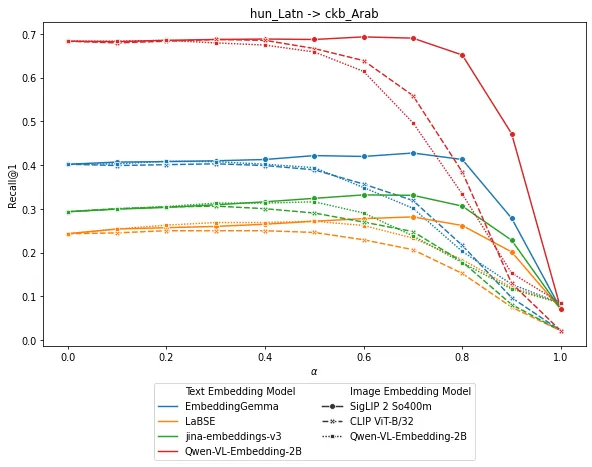 hun_Latn -> ckb_Arab
Recall@1
0.7
0.6
0.5
0.4
0.3
0.2
0.1
0.0
0.0 0.2 0.4 0.6 0.8 1.0
α
Text Embedding Model
EmbeddingGemma
LaBSE
jina-embeddings-v3
Qwen-VL-Embedding-2B
Image Embedding Model
SigLIP 2 So400m
CLIP ViT-B/32
Qwen-VL-Embedding-2B